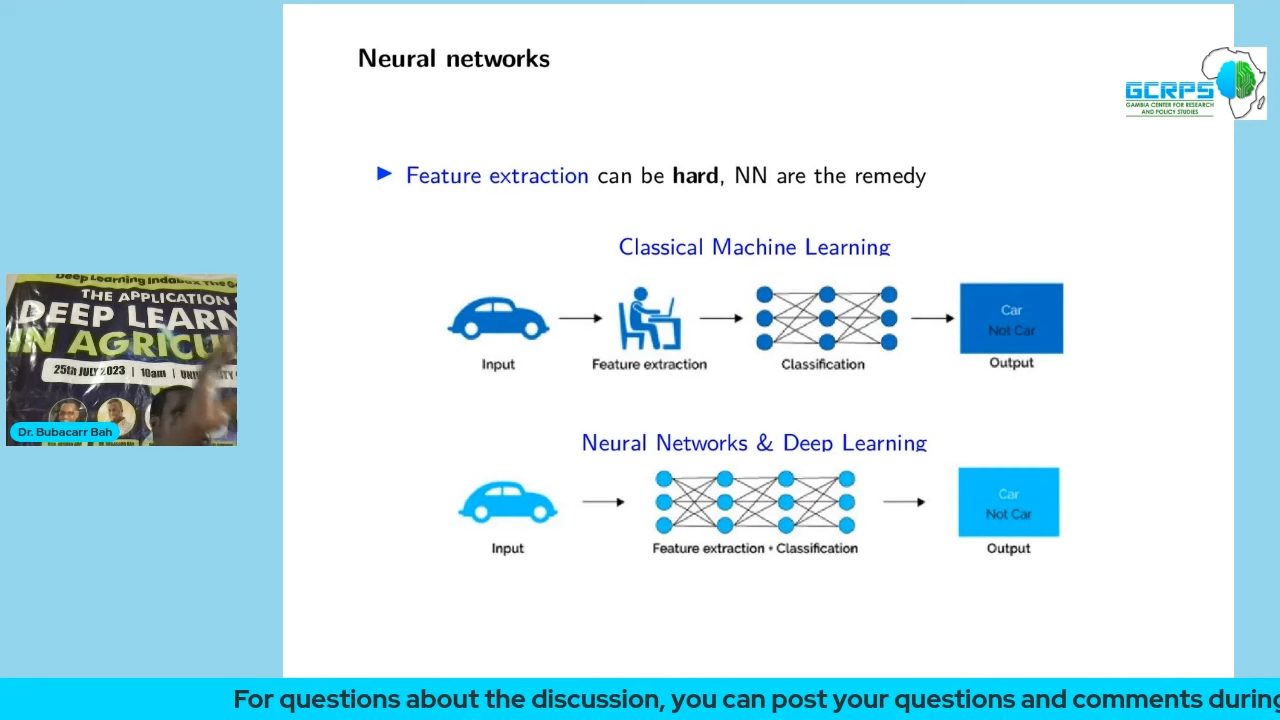 Neural networks
GCRPS
GAMBIA CENTER FOR RESEARCH
AND POLICY STUDIES
Feature extraction can be hard, NN are the remedy
Classical Machine Learning
Input
Feature extraction
Classification
Car
Not Car
Output
Neural Networks & Deep Learning
Input
Feature extraction + Classification
Car
Not Car
Output
Deep Learning
THE APPLICATION
DEEP LEARN
IN AGRICU
25th JULY 2023 | 10am |
Dr. Bubacarr Bah
For questions about the discussion, you can post your questions and comments during